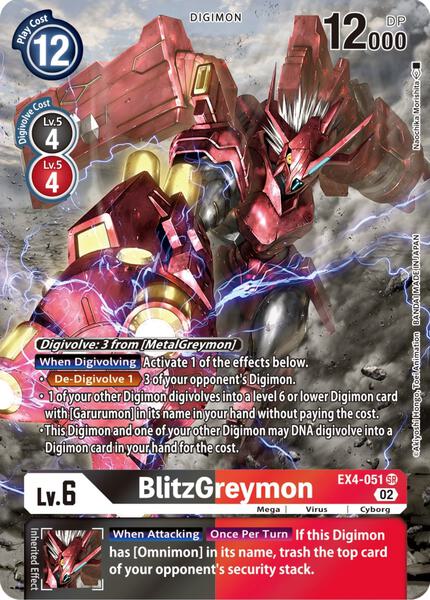 Play Cost
12
DIGIMON
12000
DP
Digivolve Cost
Lv.5
4
Lv.5
4
Naochika Morishita
©Akiyoshi Hongo, Toei Animation BANDAI MADE IN JAPAN
Digivolve: 3 from [MetalGreymon]
When Digivolving Activate 1 of the effects below.
• De-Digivolve 1 3 of your opponent's Digimon.
• 1 of your other Digimon digivolves into a level 6 or lower Digimon card
with [Garurumon] in its name in your hand without paying the cost.
•This Digimon and one of your other Digimon may DNA digivolve into a
Digimon card in your hand for the cost.
Lv.6
BlitzGreymon
EX4-051 SR
02
Mega
Virus
Cyborg
Inherited Effect
When Attacking Once Per Turn If this Digimon
has [Omnimon] in its name, trash the top card
of your opponent's security stack.